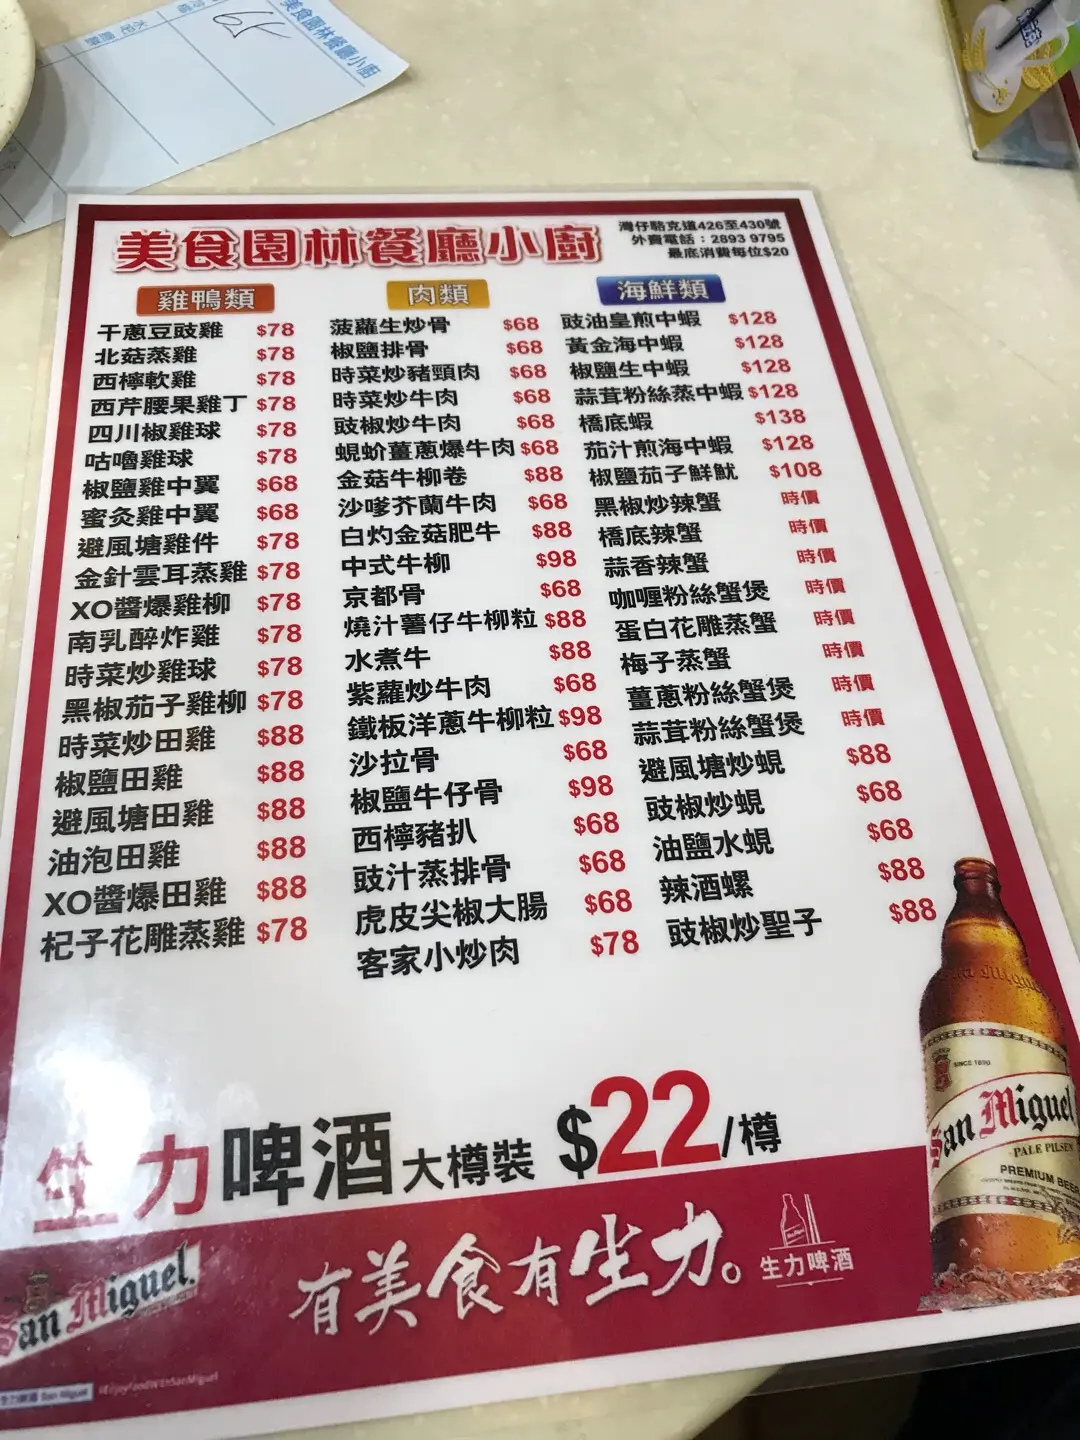 美食園林餐廳小廚
美食園林餐廳小廚
灣仔駱克道426至430號
外賣電話：2893 9795
最底消費每位$20
雞鴨類
干蔥豆豉雞 $78
北菇蒸雞 $78
西檸軟雞 $78
西芹腰果雞丁 $78
四川椒雞球 $78
咕嚕雞球 $78
椒鹽雞中翼 $68
蜜灸雞中翼 $68
避風塘雞件 $78
金針雲耳蒸雞 $78
XO醬爆雞柳 $78
南乳醉炸雞 $78
時菜炒雞球 $78
黑椒茄子雞柳 $78
時菜炒田雞 $88
椒鹽田雞 $88
避風塘田雞 $88
油泡田雞 $88
XO醬爆田雞 $88
杞子花雕蒸雞 $78
肉類
菠蘿生炒骨 $68
椒鹽排骨 $68
時菜炒豬頸肉 $68
時菜炒牛肉 $68
豉椒炒牛肉 $68
蜆蚧薑蔥爆牛肉 $68
金菇牛柳卷 $88
沙嗲芥蘭牛肉 $68
白灼金菇肥牛 $88
中式牛柳 $98
京都骨 $68
燒汁薯仔牛柳粒 $88
水煮牛 $88
紫蘿炒牛肉 $68
鐵板洋蔥牛柳粒 $98
沙拉骨 $68
椒鹽牛仔骨 $98
西檸豬扒 $68
豉汁蒸排骨 $68
虎皮尖椒大腸 $68
客家小炒肉 $78
海鮮類
豉油皇煎中蝦 $128
黃金海中蝦 $128
椒鹽生中蝦 $128
蒜茸粉絲蒸中蝦 $128
橋底蝦 $138
茄汁煎海中蝦 $128
椒鹽茄子鮮魷 $108
黑椒炒辣蟹 時價
橋底辣蟹 時價
蒜香辣蟹 時價
咖喱粉絲蟹煲 時價
蛋白花雕蒸蟹 時價
梅子蒸蟹 時價
薑蔥粉絲蟹煲 時價
蒜茸粉絲蟹煲 時價
避風塘炒蜆 $88
豉椒炒蜆 $68
油鹽水蜆 $68
辣酒螺 $88
豉椒炒聖子 $88
生力啤酒大樽裝 $22/樽
有美食有生力。
生力啤酒
San Miguel
#EnjoyFoodWithSanMiguel
SINCE 1890
San Miguel
PALE PILSEN
PREMIUM BEER